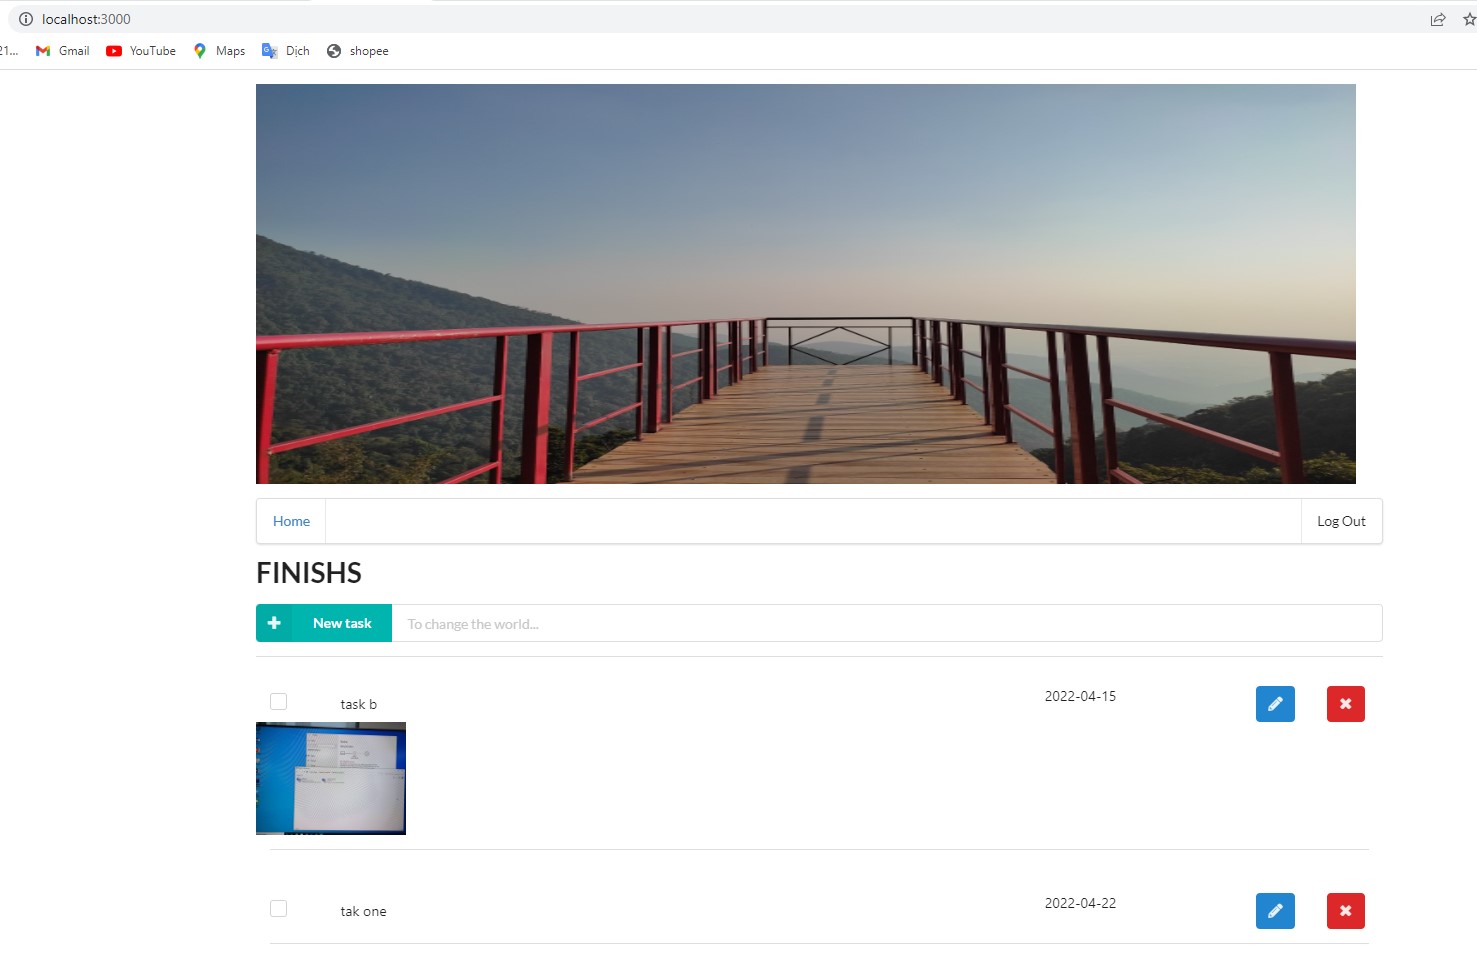 localhost:3000
21... Gmail YouTube Maps Dịch shopee
Home Log Out
FINISHS
New task To change the world...
task b 2022-04-15
tak one 2022-04-22